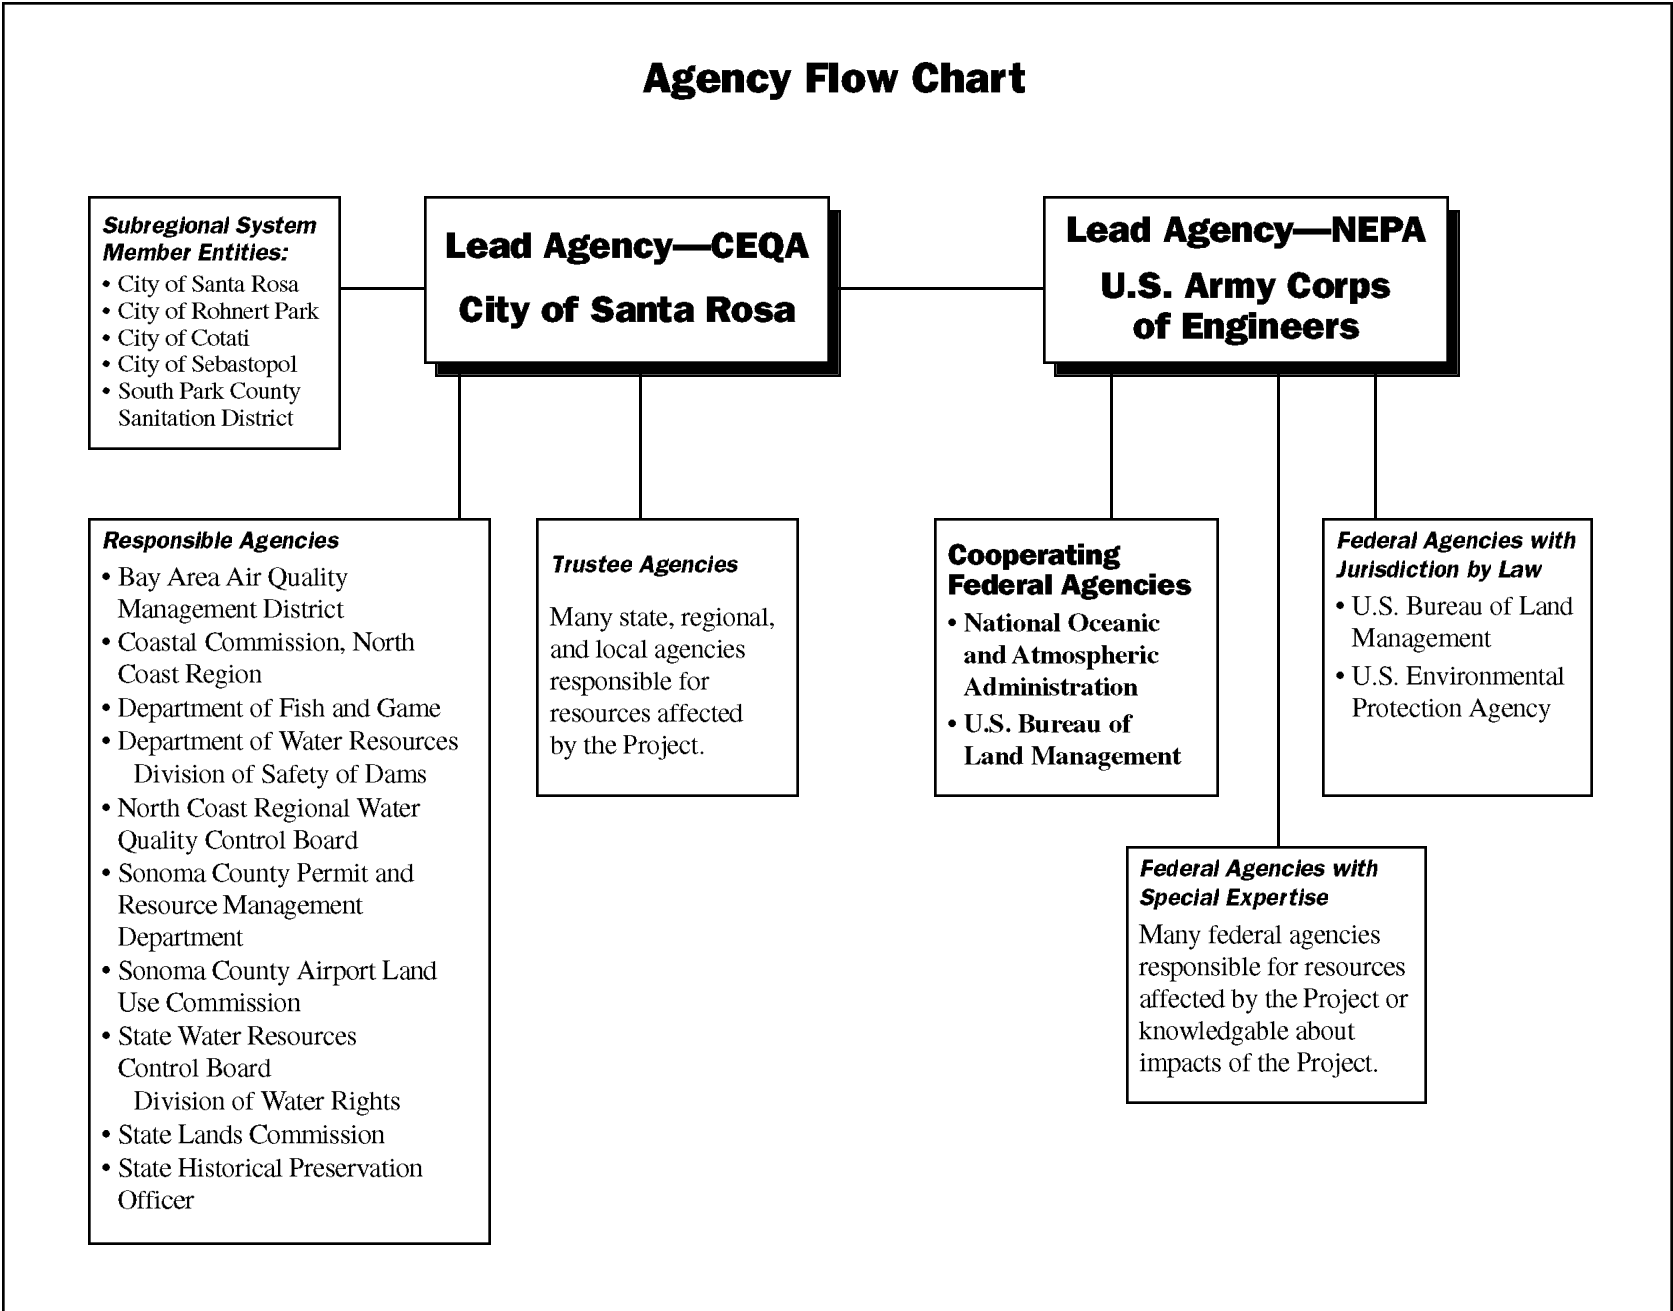 Agency Flow Chart
Subregional System
Member Entities:
• City of Santa Rosa
• City of Rohnert Park
• City of Cotati
• City of Sebastopol
• South Park County
Sanitation District
Lead Agency—CEQA
City of Santa Rosa
Lead Agency—NEPA
U.S. Army Corps
of Engineers
Responsible Agencies
• Bay Area Air Quality
Management District
• Coastal Commission, North
Coast Region
• Department of Fish and Game
• Department of Water Resources
Division of Safety of Dams
• North Coast Regional Water
Quality Control Board
• Sonoma County Permit and
Resource Management
Department
• Sonoma County Airport Land
Use Commission
• State Water Resources
Control Board
Division of Water Rights
• State Lands Commission
• State Historical Preservation
Officer
Trustee Agencies
Many state, regional,
and local agencies
responsible for
resources affected
by the Project.
Cooperating
Federal Agencies
• National Oceanic
and Atmospheric
Administration
• U.S. Bureau of
Land Management
Federal Agencies with
Jurisdiction by Law
• U.S. Bureau of Land
Management
• U.S. Environmental
Protection Agency
Federal Agencies with
Special Expertise
Many federal agencies
responsible for resources
affected by the Project or
knowledgable about
impacts of the Project.